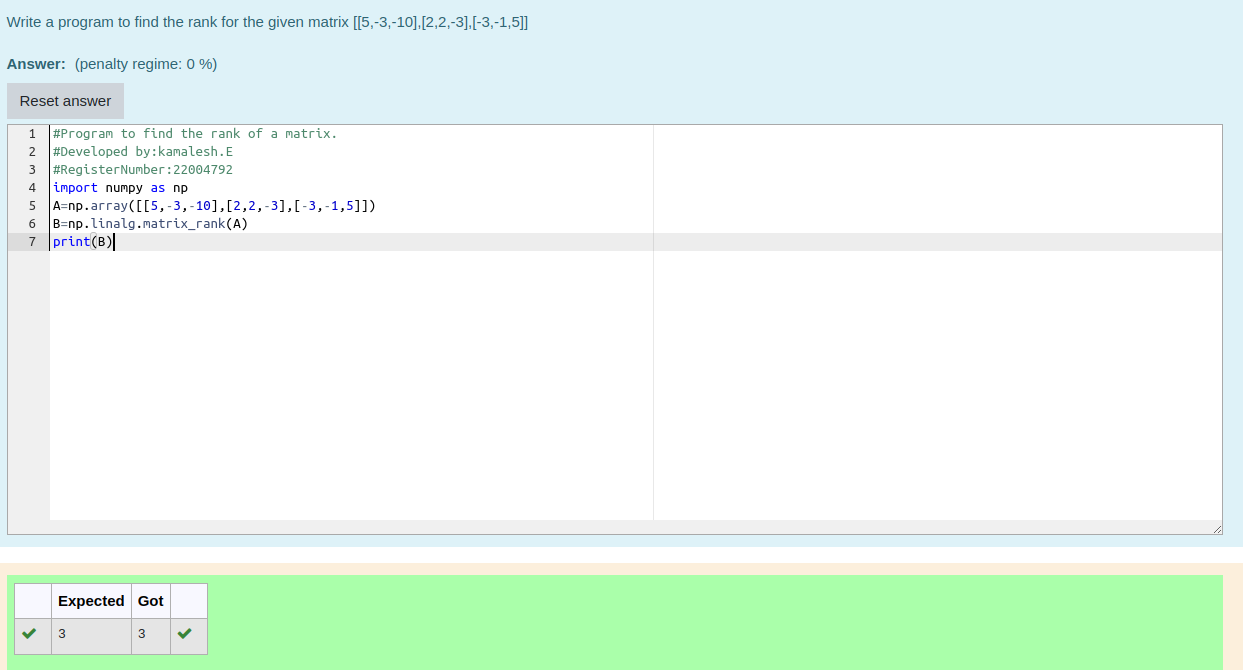 Write a program to find the rank for the given matrix [[5,-3,-10],[2,2,-3],[-3,-1,5]]
Answer: (penalty regime: 0 %)
Reset answer
1 #Program to find the rank of a matrix.
2 #Developed by:kamalesh.E
3 #RegisterNumber:22004792
4 import numpy as np
5 A=np.array([[5,-3,-10],[2,2,-3],[-3,-1,5]])
6 B=np.linalg.matrix_rank(A)
7 print(B)
Expected Got
3 3